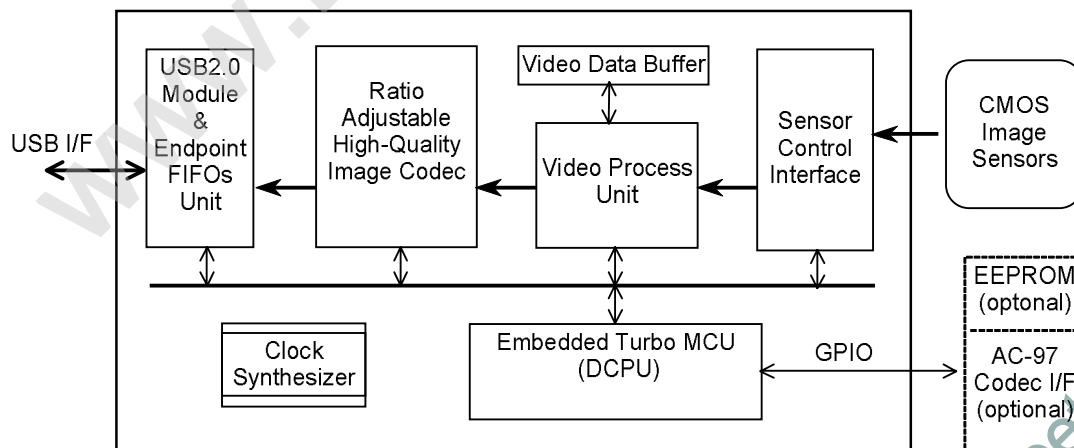 USB2.0
Module
&
Endpoint
FIFOs
Unit
USB I/F
Ratio
Adjustable
High-Quality
Image Codec
Video Data Buffer
Video Process
Unit
Sensor
Control
Interface
CMOS
Image
Sensors
EEPROM
(optonal)
AC-97
Codec I/F
(optional)
GPIO
Embedded Turbo MCU
(DCPU)
Clock
Synthesizer
www.